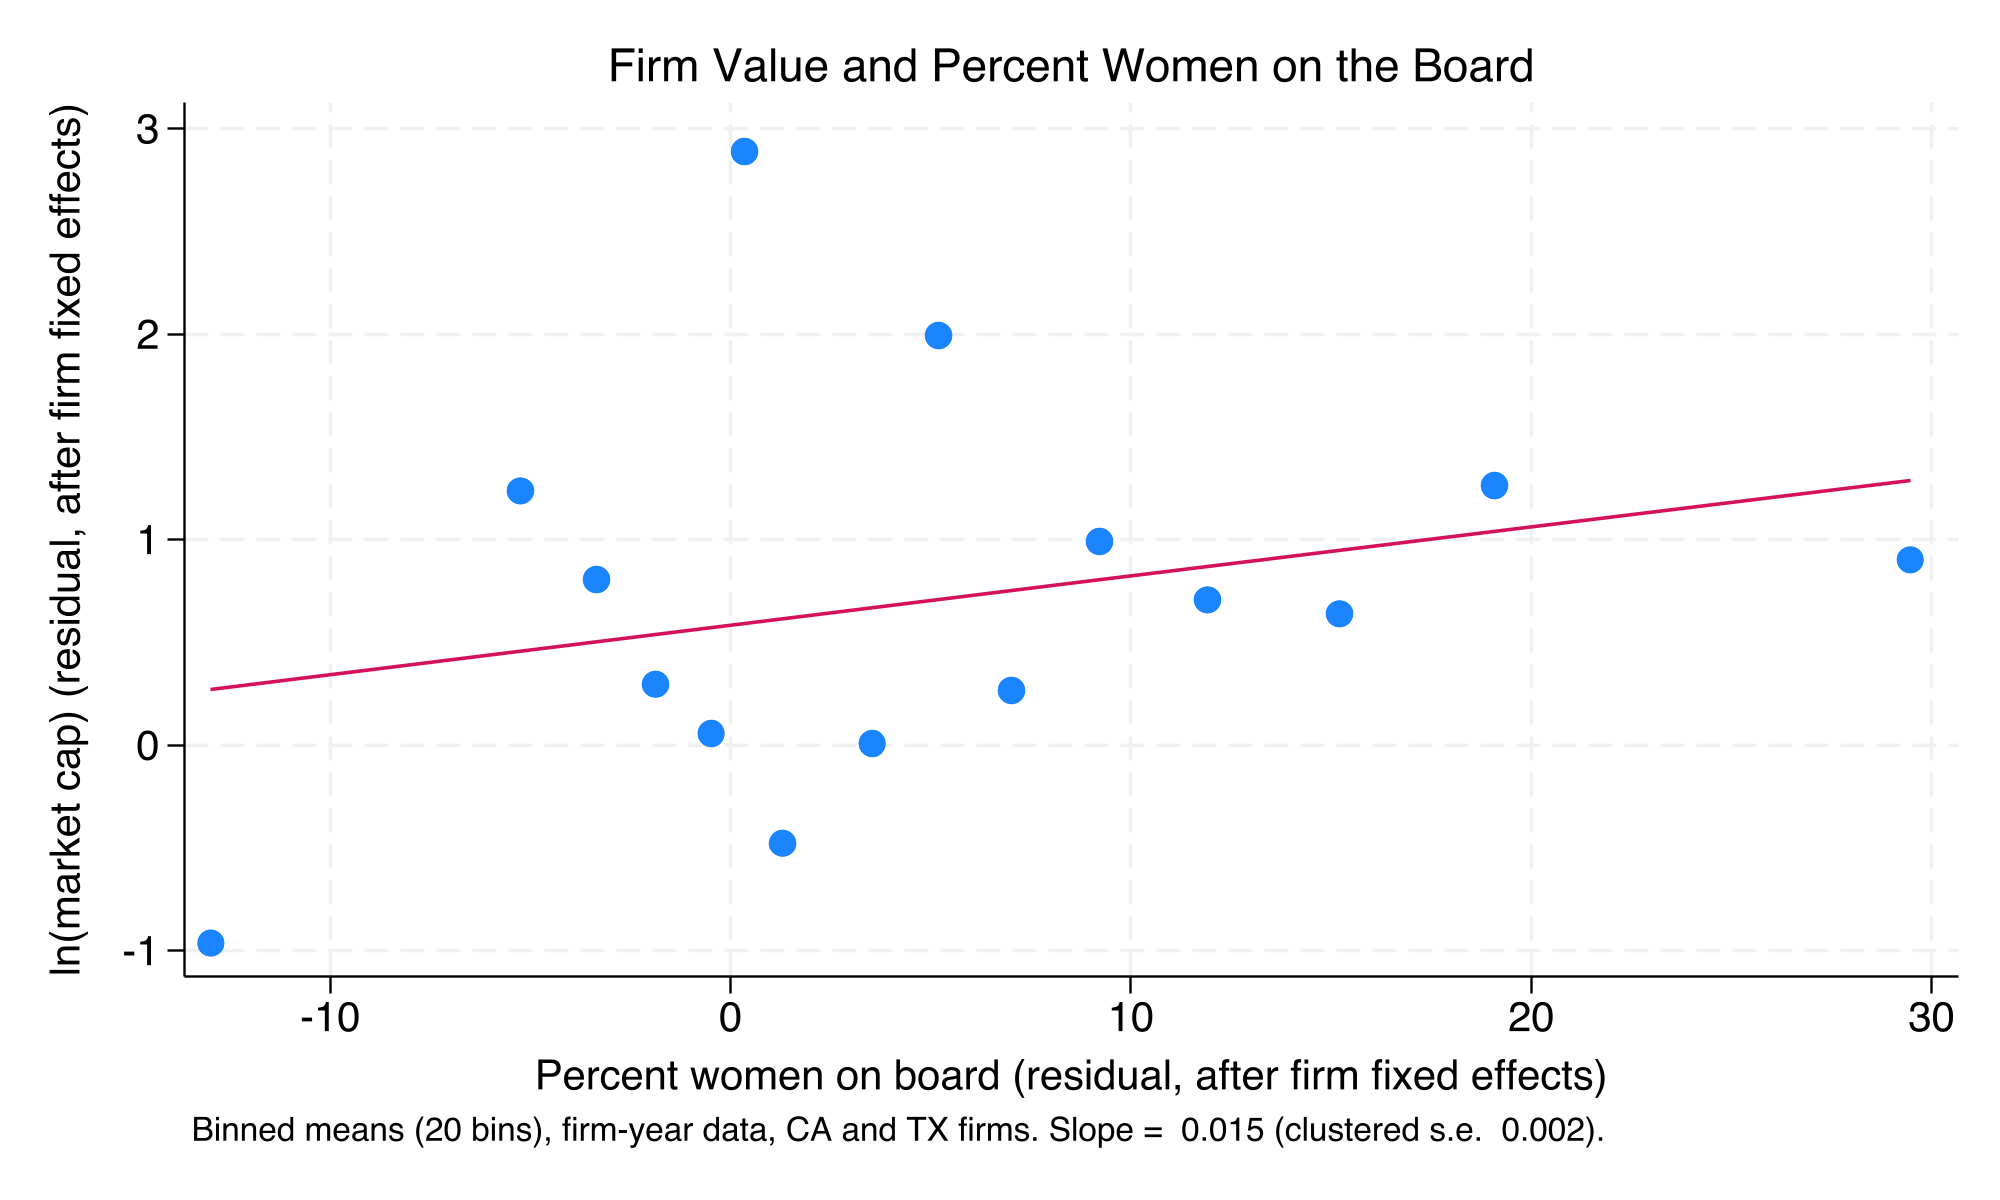 Firm Value and Percent Women on the Board
ln(market cap) (residual, after firm fixed effects)
3
2
1
0
-1
-10
0
10
20
30
Percent women on board (residual, after firm fixed effects)
Binned means (20 bins), firm-year data, CA and TX firms. Slope =  0.015 (clustered s.e.  0.002).